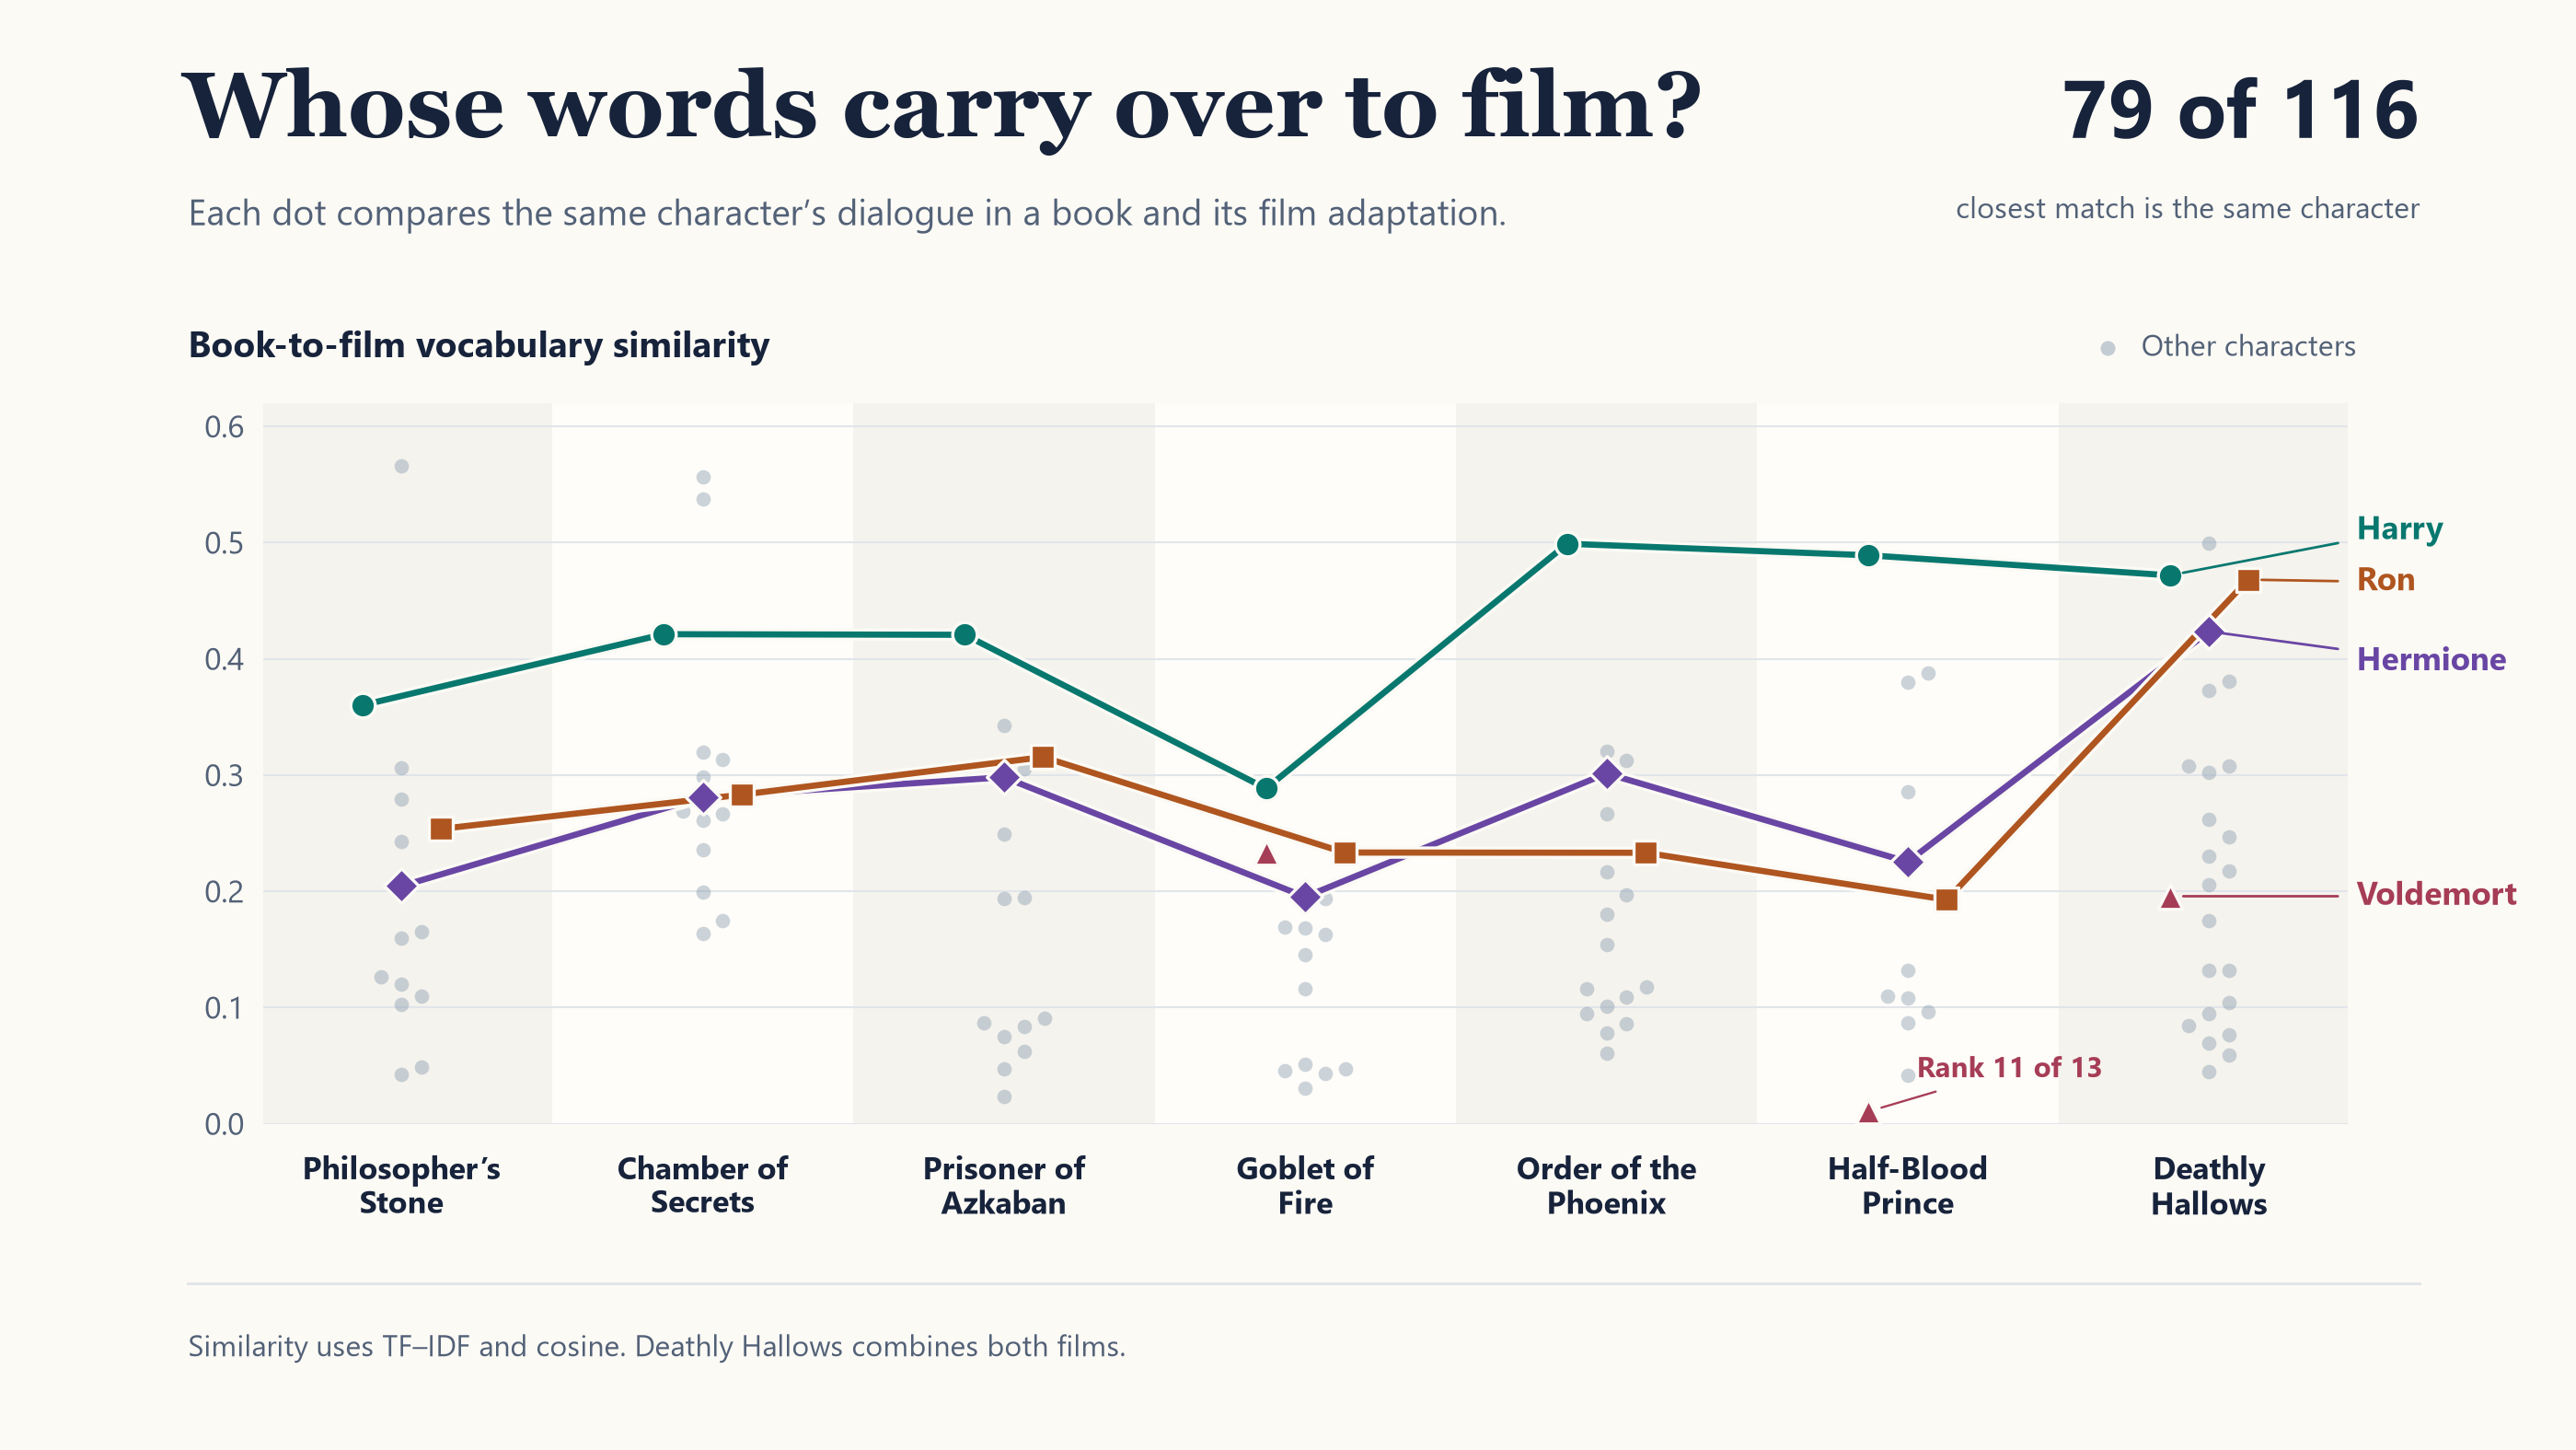 Whose words carry over to film?
79 of 116
Each dot compares the same character’s dialogue in a book and its film adaptation.
closest match is the same character
Book-to-film vocabulary similarity
Other characters
0.6
0.5
0.4
0.3
0.2
0.1
0.0
Harry
Ron
Hermione
Voldemort
Rank 11 of 13
Philosopher’s
Stone
Chamber of
Secrets
Prisoner of
Azkaban
Goblet of
Fire
Order of the
Phoenix
Half-Blood
Prince
Deathly
Hallows
Similarity uses TF–IDF and cosine. Deathly Hallows combines both films.